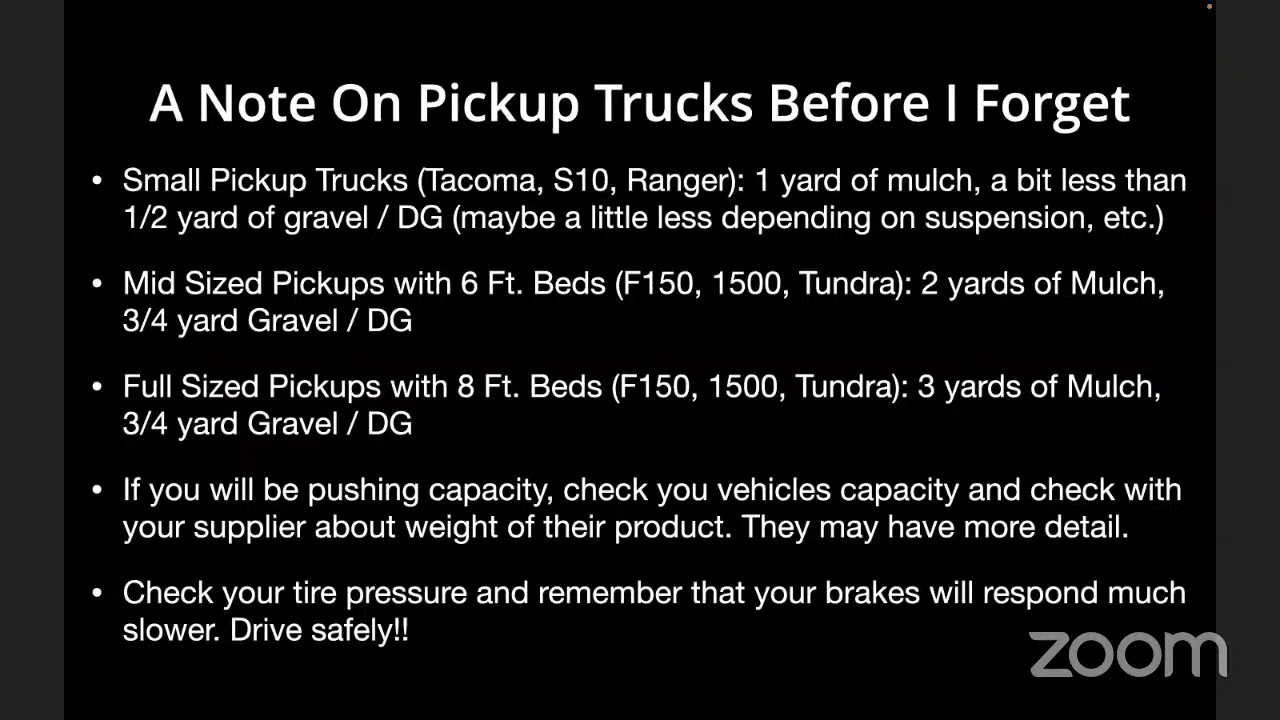 A Note On Pickup Trucks Before I Forget
• Small Pickup Trucks (Tacoma, S10, Ranger): 1 yard of mulch, a bit less than
1/2 yard of gravel / DG (maybe a little less depending on suspension, etc.)
• Mid Sized Pickups with 6 Ft. Beds (F150, 1500, Tundra): 2 yards of Mulch,
3/4 yard Gravel / DG
• Full Sized Pickups with 8 Ft. Beds (F150, 1500, Tundra): 3 yards of Mulch,
3/4 yard Gravel / DG
• If you will be pushing capacity, check you vehicles capacity and check with
your supplier about weight of their product. They may have more detail.
• Check your tire pressure and remember that your brakes will respond much
slower. Drive safely!!
zoom